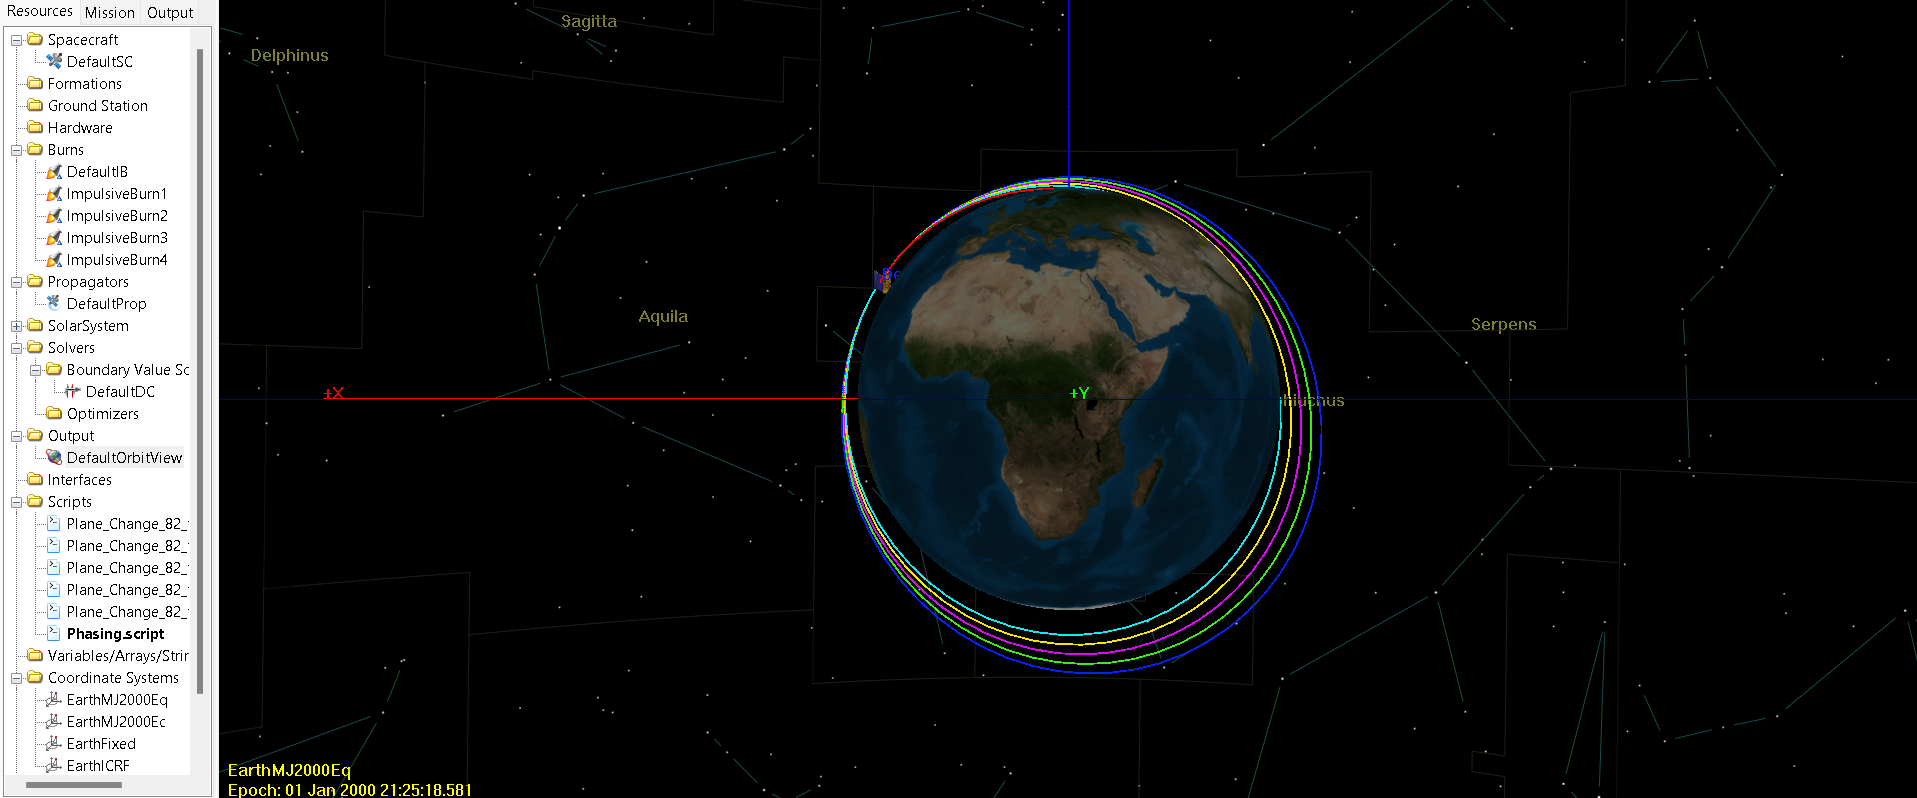 Resources Mission Output
Spacecraft
DefaultSC
Formations
Ground Station
Hardware
Burns
DefaultIB
ImpulsiveBurn1
ImpulsiveBurn2
ImpulsiveBurn3
ImpulsiveBurn4
Propagators
DefaultProp
SolarSystem
Solvers
Boundary Value Sc
DefaultDC
Optimizers
Output
DefaultOrbitView
Interfaces
Scripts
Plane_Change_82_
Plane_Change_82_
Plane_Change_82_
Plane_Change_82_
Plane_Change_82_
Phasing.script
Variables/Arrays/Strir
Coordinate Systems
EarthMJ2000Eq
EarthMJ2000Ec
EarthFixed
EarthICRF
Sagitta
Delphinus
Aquila
Serpens
+X
+Y
hiuchus
De
EarthMJ2000Eq
Epoch: 01 Jan 2000 21:25:18.581